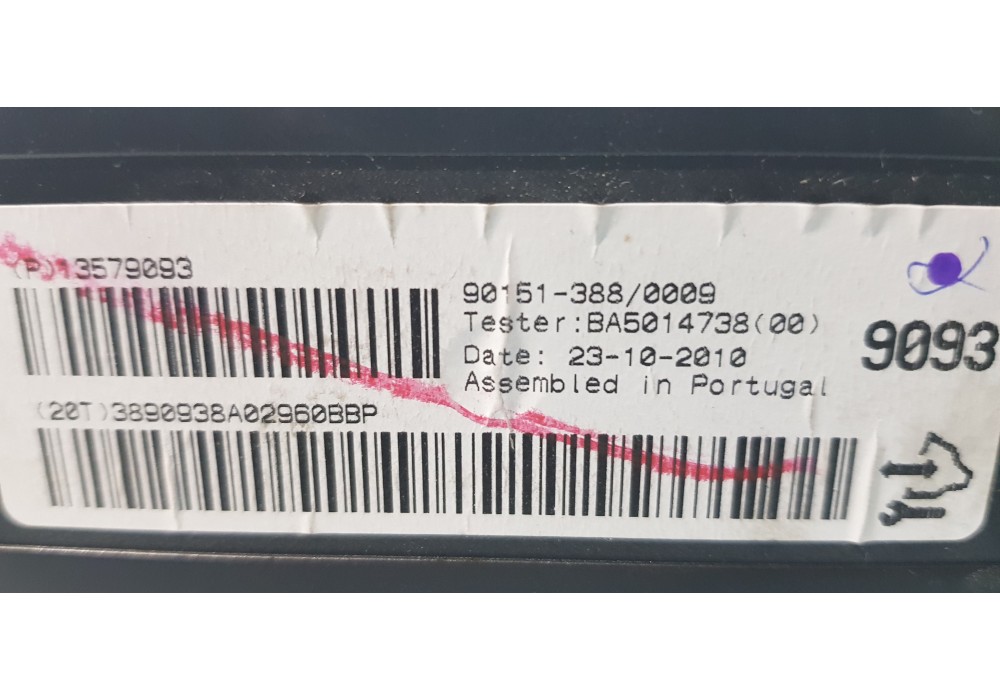 (P)13579093
90151-388/0009
Tester:BA5014738(00)
Date: 23-10-2010
Assembled in Portugal
9093
(20T)3890938A02960BBP